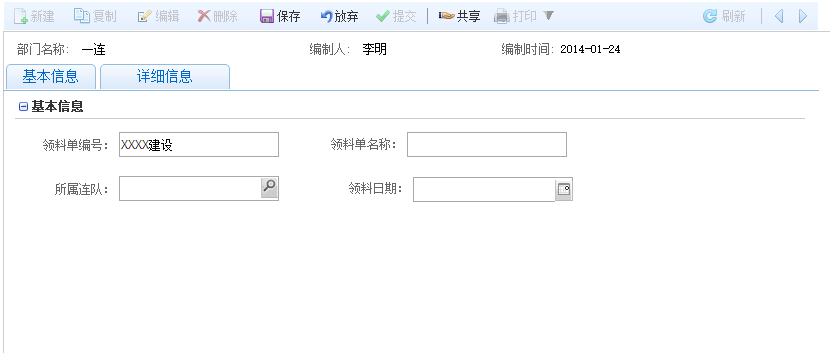 新建 复制 编辑 删除 保存 放弃 提交 共享 打印 刷新
部门名称: 一连 编制人: 李明 编制时间: 2014-01-24
基本信息 详细信息
基本信息
领料单编号: XXXX建设 领料单名称:
所属连队: 领料日期: